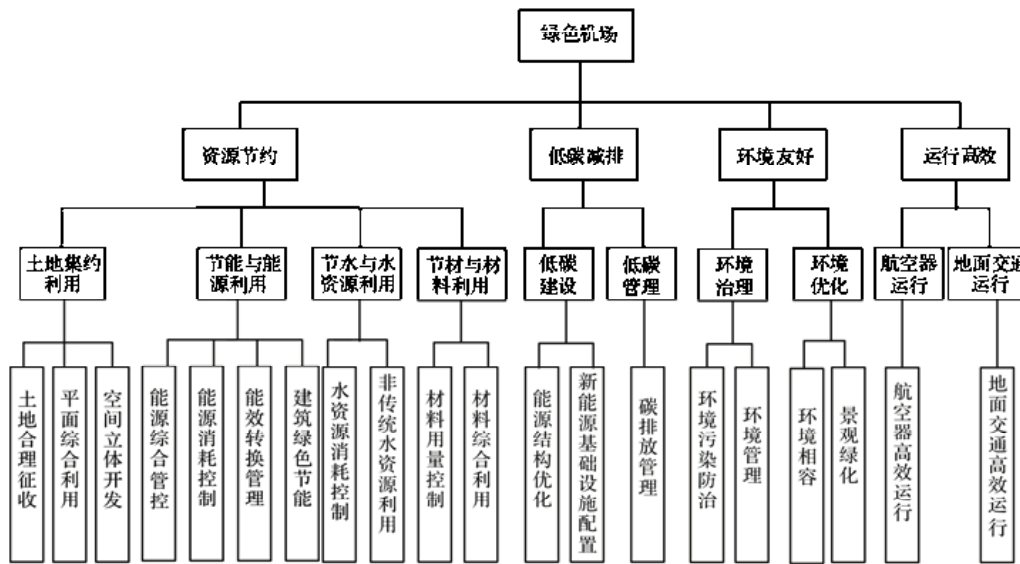 绿色机场
资源节约
低碳减排
环境友好
运行高效
土地集约
利用
节能与能
源利用
节水与水
资源利用
节材与材
料利用
低碳
建设
低碳
管理
环境
治理
环境
优化
航空器
运行
地面交通
运行
土地合理征收
平面综合利用
空间立体开发
能源综合管控
能源消耗控制
能效转换管理
建筑绿色节能
水资源消耗控制
非传统水资源利用
材料用量控制
材料综合利用
能源结构优化
新能源基础设施配置
碳排放管理
环境污染防治
环境管理
环境相容
景观绿化
航空器高效运行
地面交通高效运行